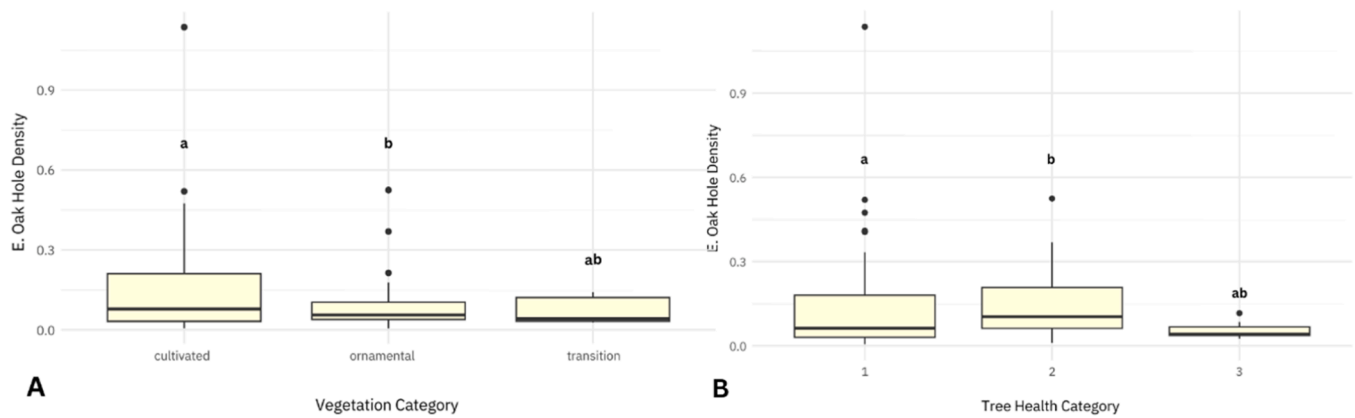 E. Oak Hole Density
0.9
0.6
0.3
0.0
a
b
ab
cultivated
ornamental
transition
A
Vegetation Category
E. Oak Hole Density
0.9
0.6
0.3
0.0
a
b
ab
1
2
3
B
Tree Health Category